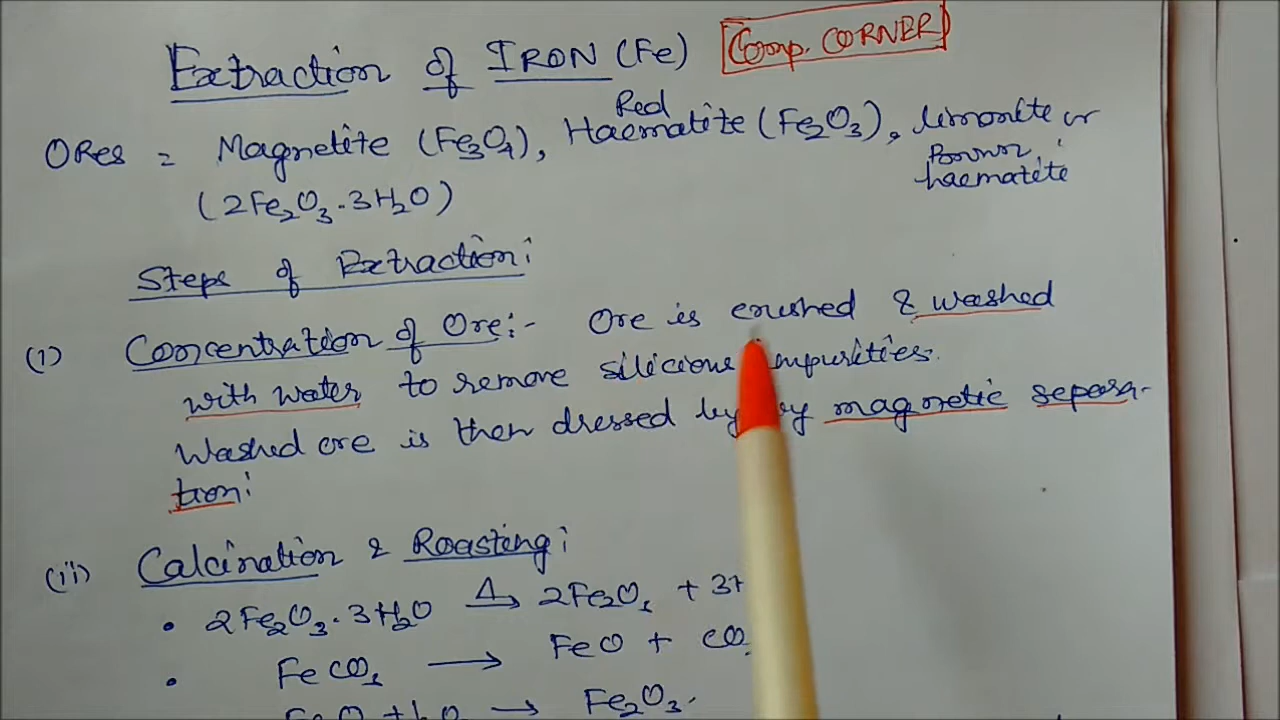 Extraction of IRON (Fe) Comp. CORNER
Ores = Magnetite (Fe3O4), Red Haematite (Fe2O3), limonite or
Brown haematite
(2Fe2O3.3H2O)
Steps of Extraction:
(i) Concentration of Ore:- Ore is crushed & washed
with water to remove silicious impurities.
Washed ore is then dressed by magnetic separa-
tion:
(ii) Calcination & Roasting:
• 2Fe2O3.3H2O Δ→ 2Fe2O3 + 3H
• FeCO3 → FeO + CO2
→ Fe2O3.